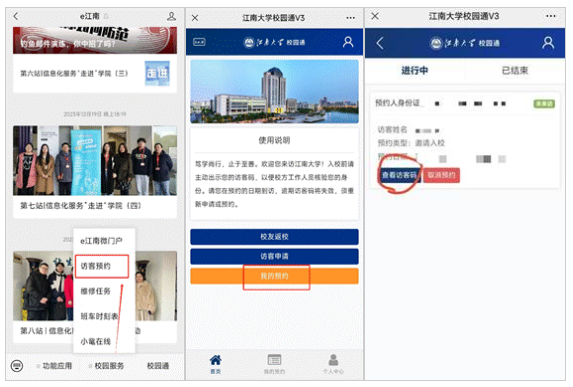 e江南
钓鱼邮件演练，你中招了吗？
第六站|信息化服务“走进”学院（三）
走进
2023年12月19日 晚上18:19
第七站|信息化服务“走进”学院（四）
e江南微门户
访客预约
维修任务
班车时刻表
小鼋在线
第八站 | 信息化
动
功能应用
校园服务
校园通
江南大学校园通V3
江南大学 校园通
使用说明
笃学尚行，止于至善。欢迎您来访江南大学！入校前请
主动出示您的访客码，以便校方工作人员核验您的身
份。请您在预约的日期到访，逾期访客码将失效，须重
新申请或预约。
校友返校
访客申请
我的预约
首页
我的预约
个人中心
江南大学校园通V3
江南大学 校园通
进行中
已结束
预约人身份证
访客姓名
预约类型：邀请入校
预约日期
查看访客码
取消预约